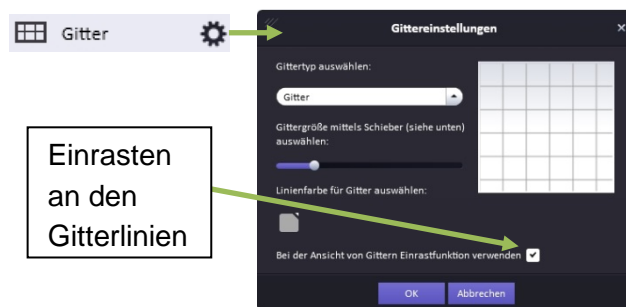 Gitter
Gittereinstellungen
Gittertyp auswählen:
Gitter
Gittergröße mittels Schieber (siehe unten)
auswählen:
Linienfarbe für Gitter auswählen:
Bei der Ansicht von Gittern Einrastfunktion verwenden
OK Abbrechen
Einrasten
an den
Gitterlinien